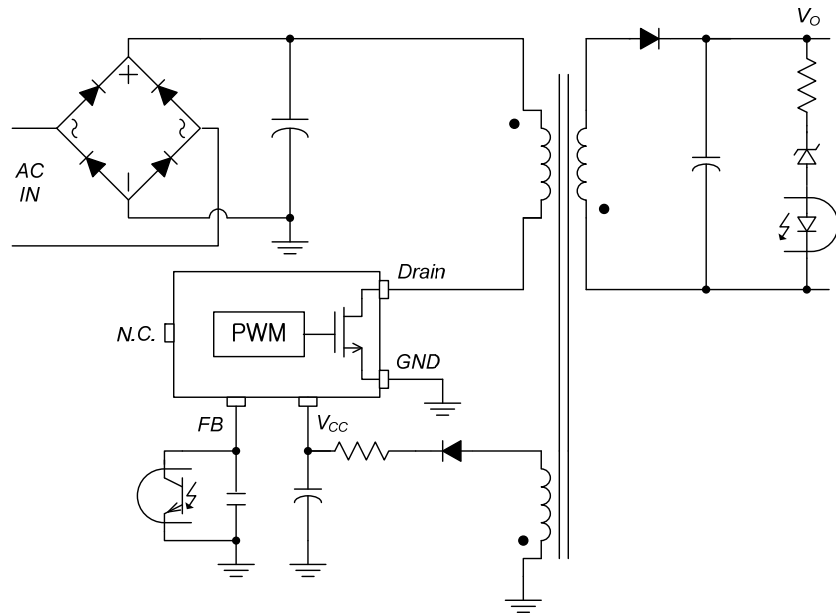 V_O
AC
IN
Drain
N.C.
PWM
GND
FB
V_CC